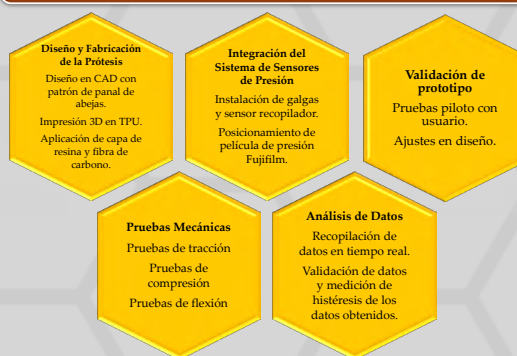 Diseño y Fabricación
de la Prótesis
Diseño en CAD con
patrón de panal de
abejas.
Impresión 3D en TPU.
Aplicación de capa de
resina y fibra de
carbono.
Integración del
Sistema de Sensores
de Presión
Instalación de galgas
y sensor recopilador.
Posicionamiento de
película de presión
Fujifilm.
Validación de
prototipo
Pruebas piloto con
usuario.
Ajustes en diseño.
Pruebas Mecánicas
Pruebas de tracción
Pruebas de
compresión
Pruebas de flexión
Análisis de Datos
Recopilación de
datos en tiempo real.
Validación de datos
y medición de
histéresis de los
datos obtenidos.